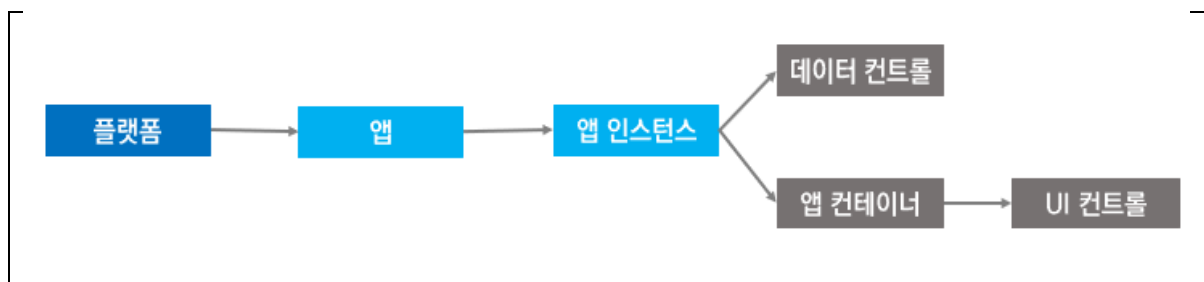 데이터 컨트롤
플랫폼
앱
앱 인스턴스
앱 컨테이너
UI 컨트롤